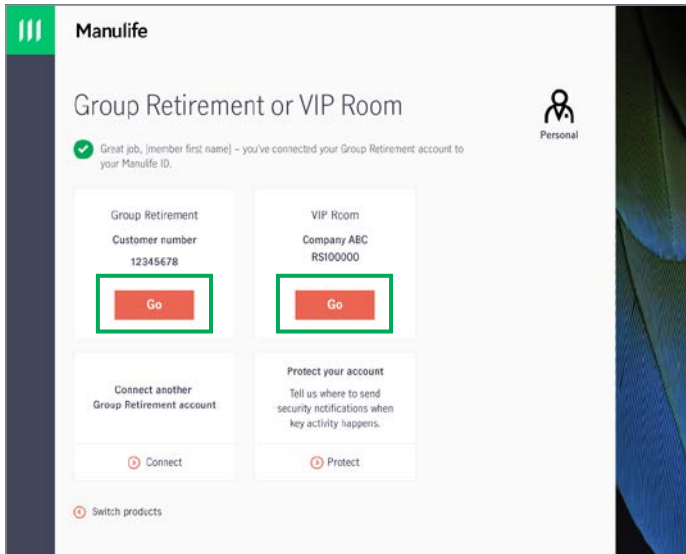 Manulife
Group Retirement or VIP Room
Personal
Great job, [member first name] – you've connected your Group Retirement account to
your Manulife ID.
Group Retirement
Customer number
12345678
Go
VIP Room
Company ABC
RS100000
Go
Connect another
Group Retirement account
Connect
Protect your account
Tell us where to send
security notifications when
key activity happens.
Protect
Switch products